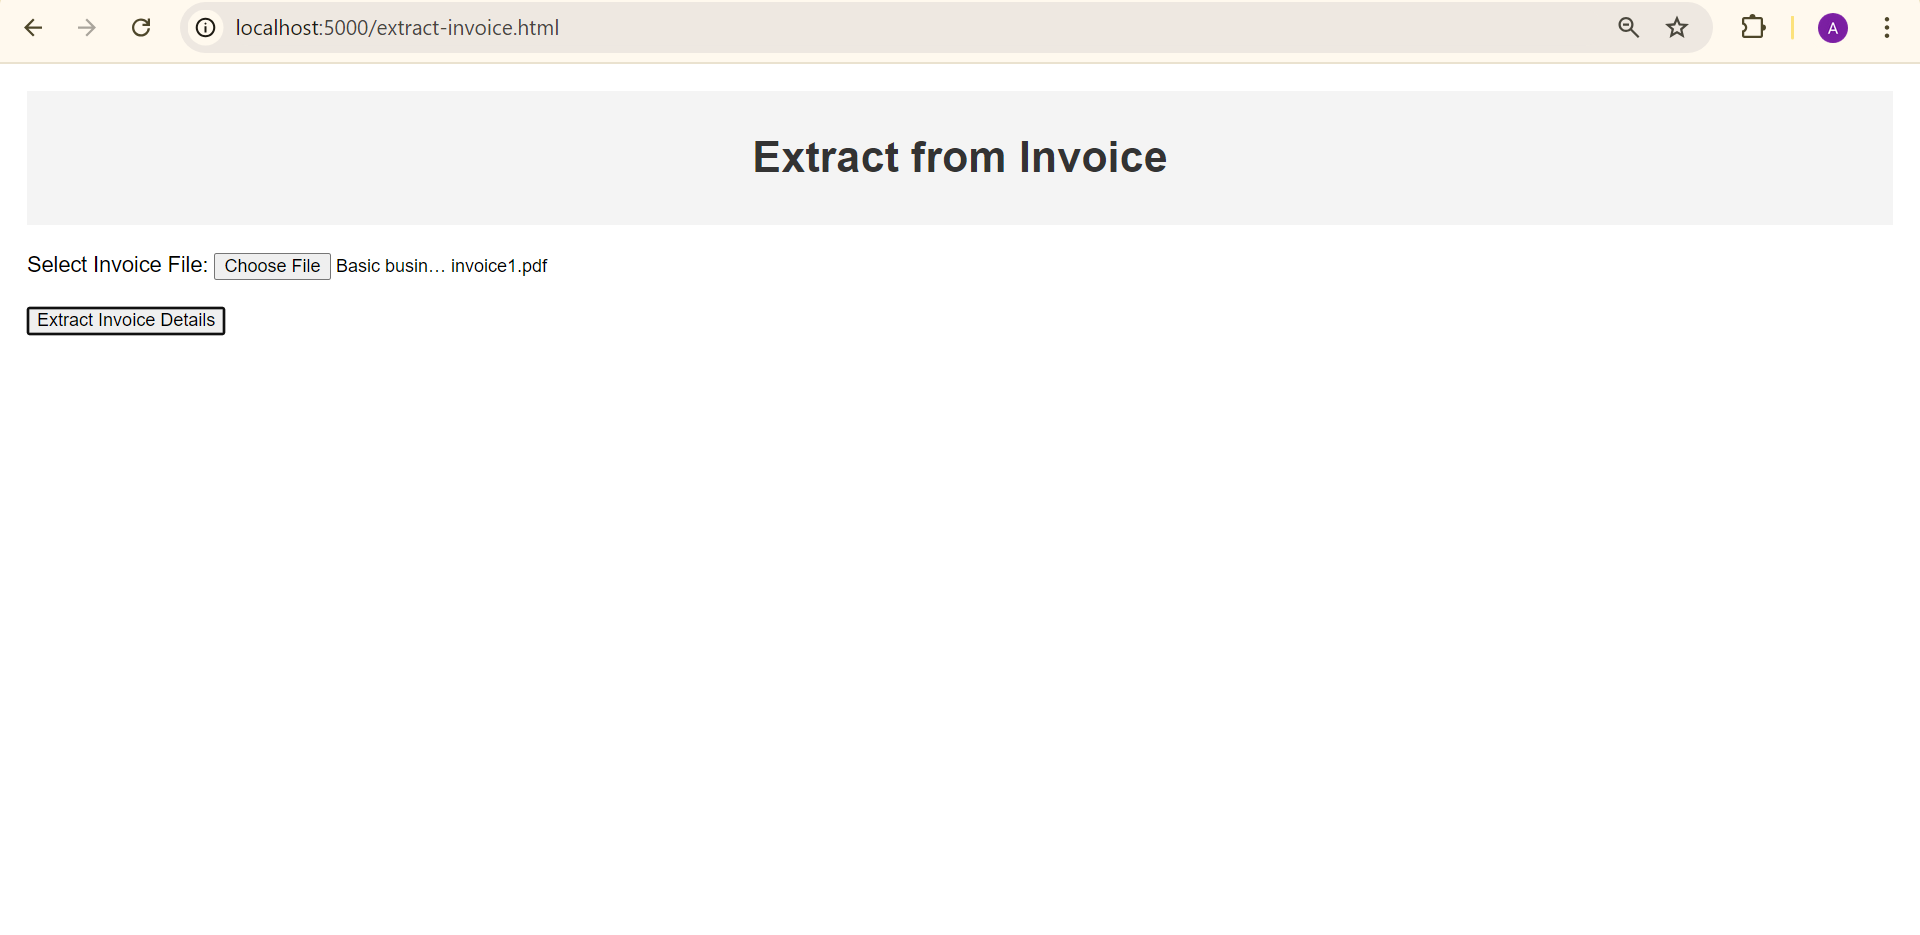 localhost:5000/extract-invoice.html
A
Extract from Invoice
Select Invoice File: Choose File Basic busin… invoice1.pdf
Extract Invoice Details